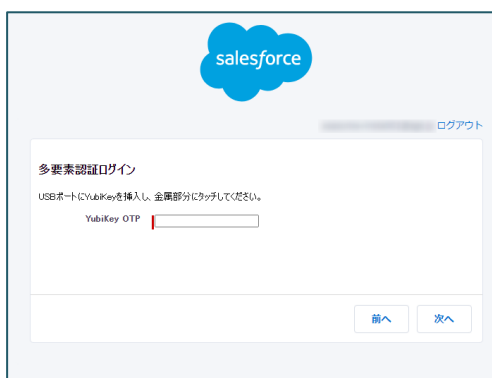 salesforce
ログアウト
多要素認証ログイン
USBポートにYubiKeyを挿入し、金属部分にタッチしてください。
YubiKey OTP
前へ 次へ